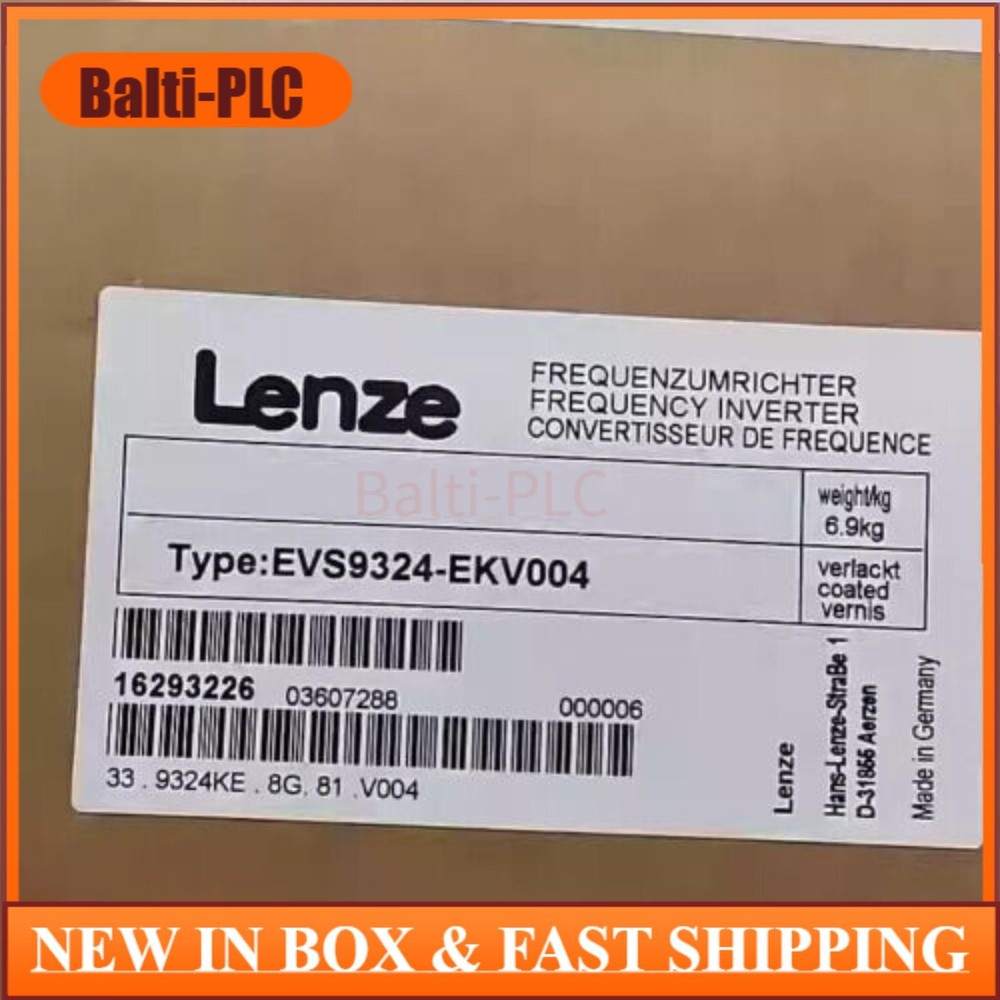 Balti-PLC
Lenze
FREQUENZUMRICHTER
FREQUENCY INVERTER
CONVERTISSEUR DE FREQUENCE
Balti-PLC
weight/kg
6.9kg
Type:EVS9324-EKV004
verlackt
coated
vernis
16293226 03607288 000006
33 . 9324KE . 8G. 81 .V004
Lenze
Hans-Lenze-StraBe 1
D-31855 Aerzen
Made in Germany
NEW IN BOX & FAST SHIPPING